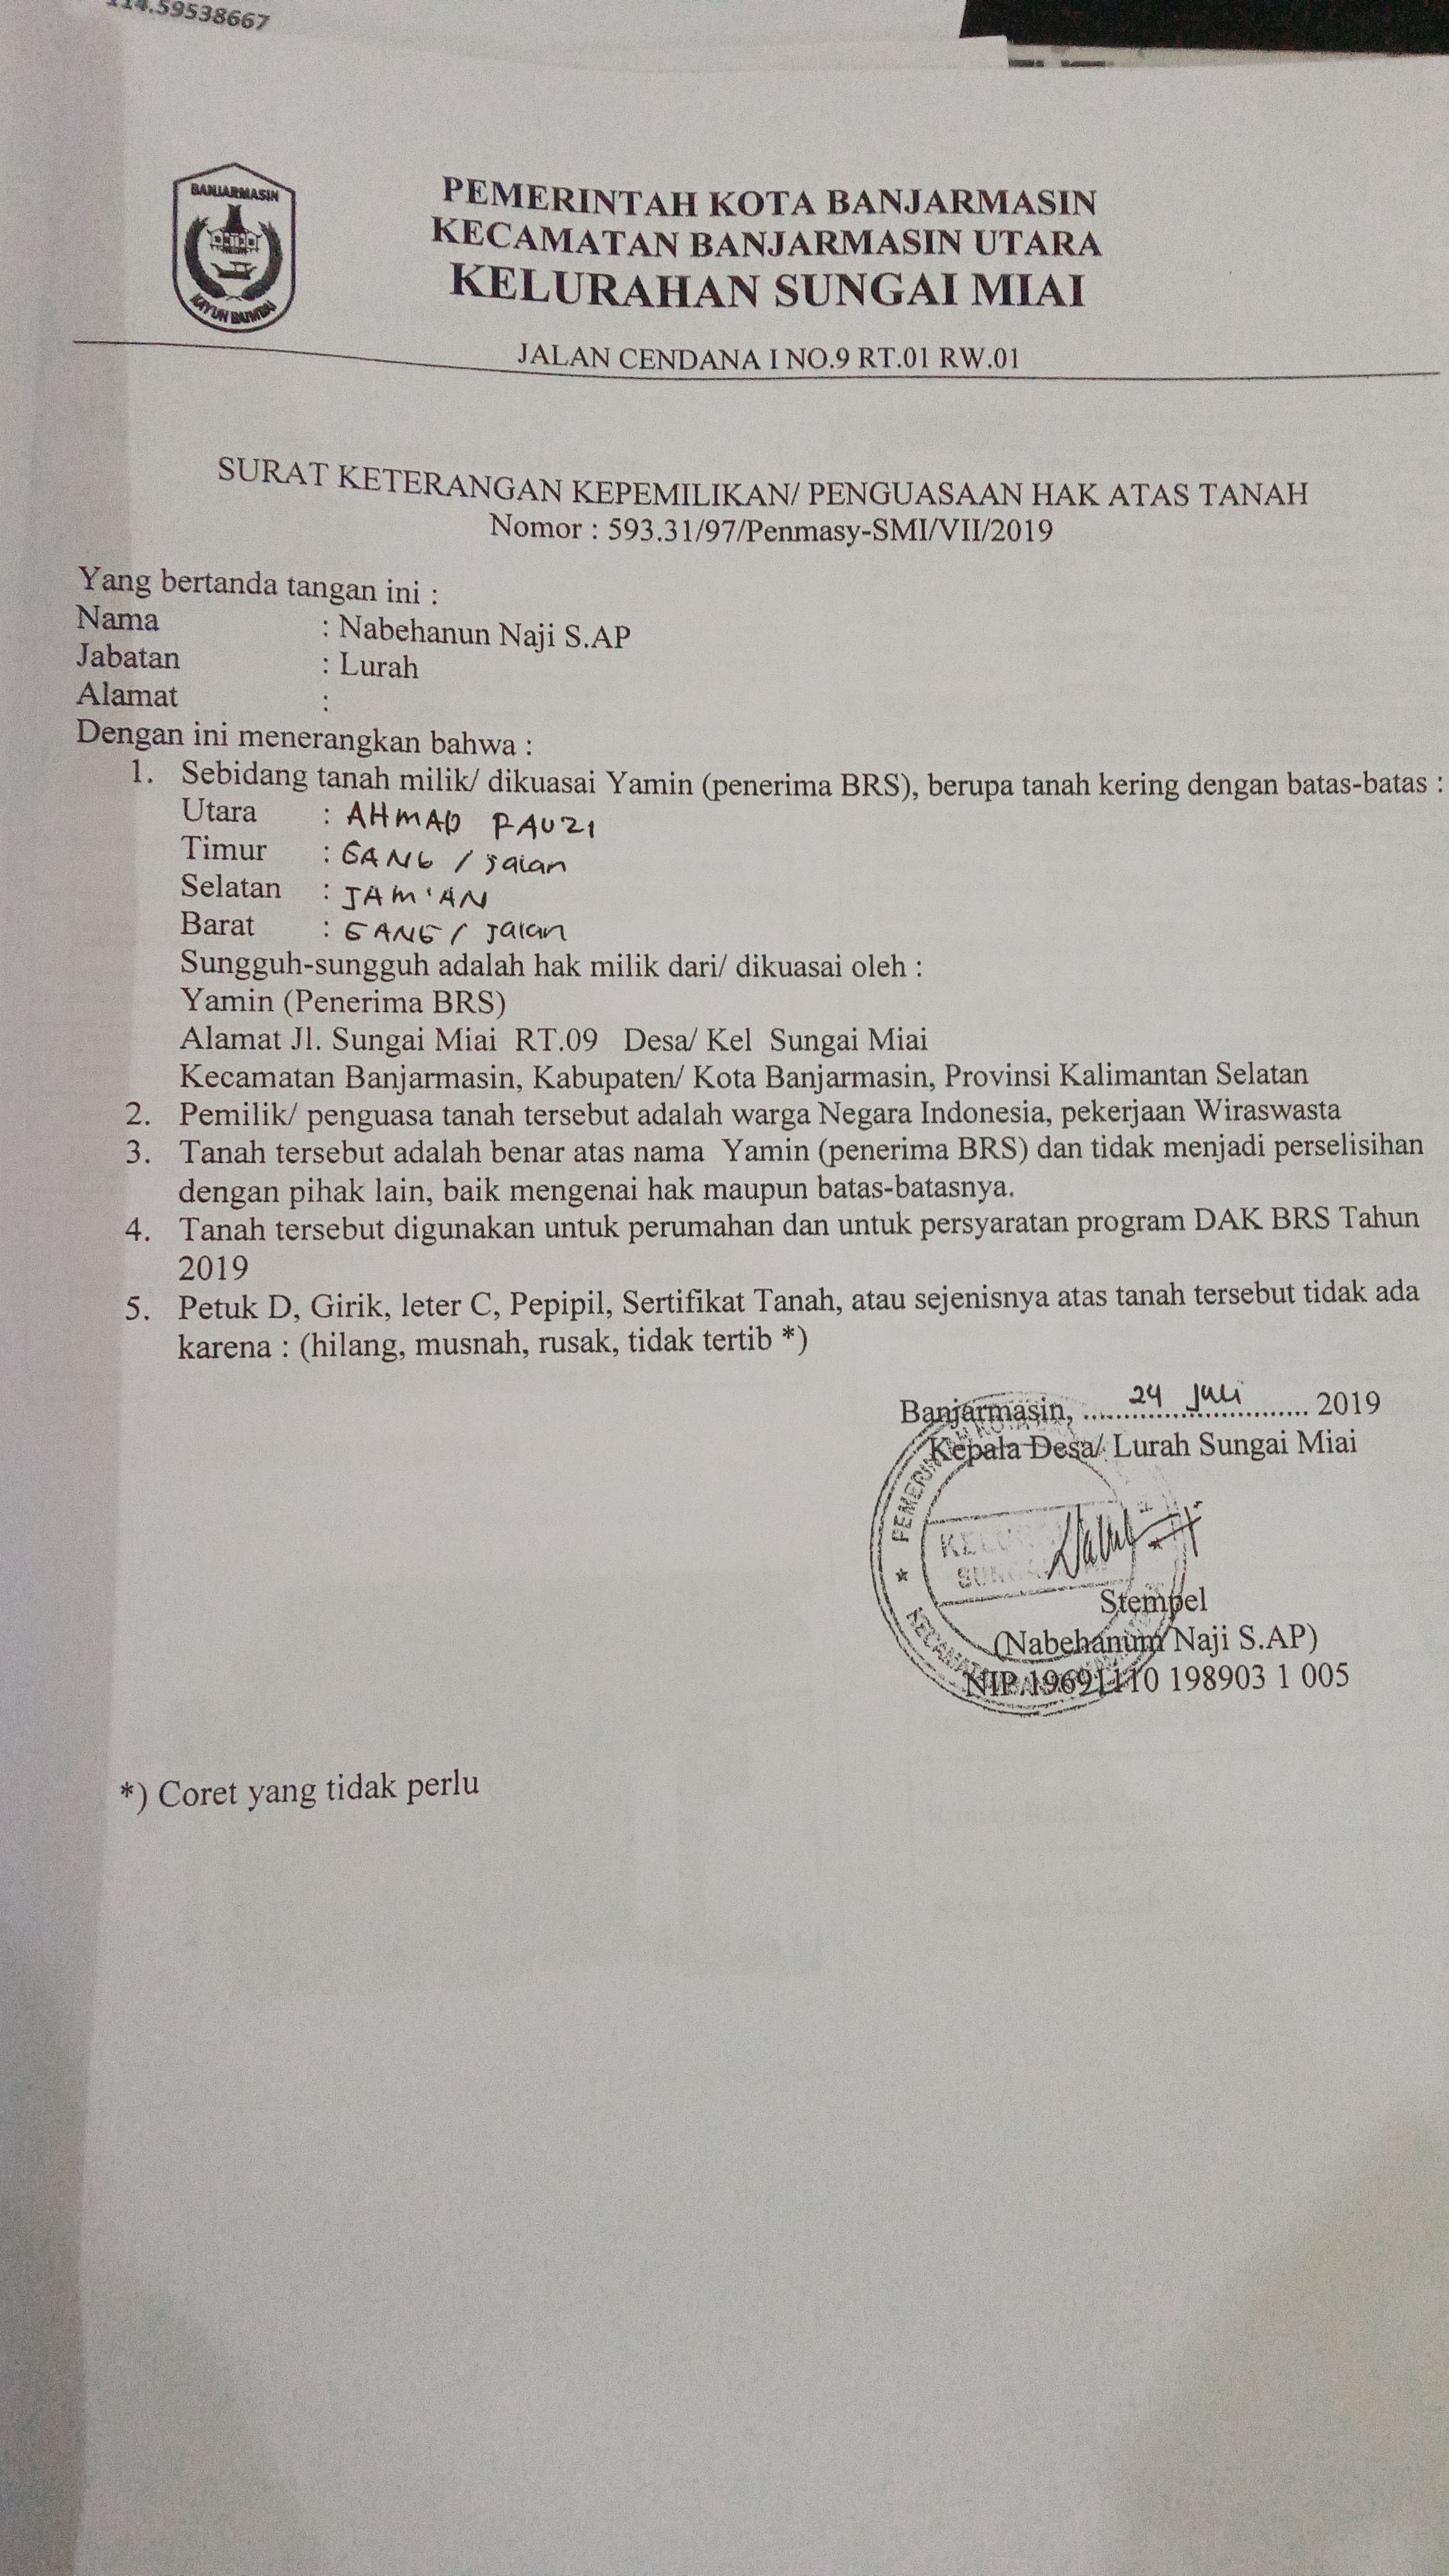 114.59538667
BANJARMASIN
KAYUH BAIMBAI
PEMERINTAH KOTA BANJARMASIN
KECAMATAN BANJARMASIN UTARA
KELURAHAN SUNGAI MIAI
JALAN CENDANA I NO.9 RT.01 RW.01
SURAT KETERANGAN KEPEMILIKAN/ PENGUASAAN HAK ATAS TANAH
Nomor : 593.31/97/Penmasy-SMI/VII/2019
Yang bertanda tangan ini :
Nama : Nabehanun Naji S.AP
Jabatan : Lurah
Alamat :
Dengan ini menerangkan bahwa :
1. Sebidang tanah milik/ dikuasai Yamin (penerima BRS), berupa tanah kering dengan batas-batas :
Utara : AHMAD PAUZI
Timur : GANG / Jalan
Selatan : JAM'AN
Barat : GANG / Jalan
Sungguh-sungguh adalah hak milik dari/ dikuasai oleh :
Yamin (Penerima BRS)
Alamat Jl. Sungai Miai RT.09 Desa/ Kel Sungai Miai
Kecamatan Banjarmasin, Kabupaten/ Kota Banjarmasin, Provinsi Kalimantan Selatan
2. Pemilik/ penguasa tanah tersebut adalah warga Negara Indonesia, pekerjaan Wiraswasta
3. Tanah tersebut adalah benar atas nama Yamin (penerima BRS) dan tidak menjadi perselisihan
dengan pihak lain, baik mengenai hak maupun batas-batasnya.
4. Tanah tersebut digunakan untuk perumahan dan untuk persyaratan program DAK BRS Tahun
2019
5. Petuk D, Girik, leter C, Pepipil, Sertifikat Tanah, atau sejenisnya atas tanah tersebut tidak ada
karena : (hilang, musnah, rusak, tidak tertib *)
Banjarmasin, 24 Juli 2019
Kepala Desa/ Lurah Sungai Miai
Stempel
(Nabehanum Naji S.AP)
NIP.19691110 198903 1 005
*) Coret yang tidak perlu